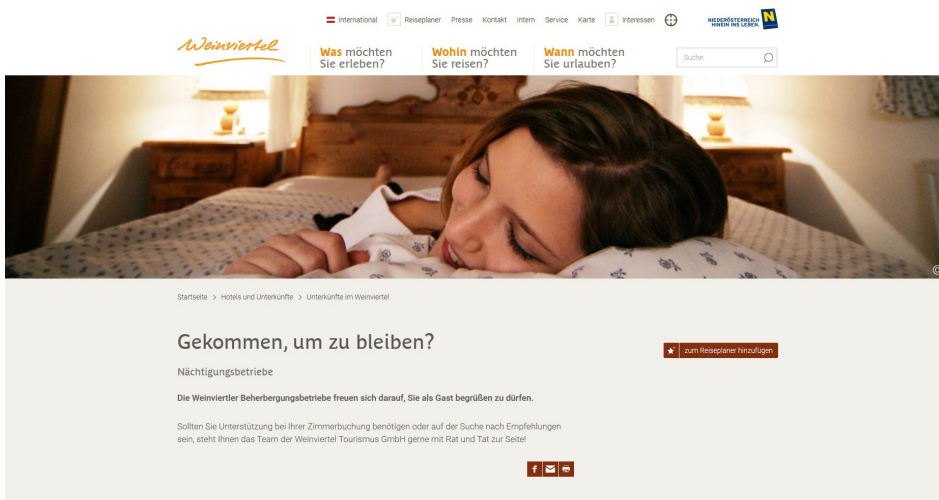 International Reiseplaner Presse Kontakt Intern Service Karte Interessen
NIEDERÖSTERREICH
HINEIN INS LEBEN.
N
Weinviertel
Was möchten
Sie erleben?
Wohin möchten
Sie reisen?
Wann möchten
Sie urlauben?
Suche
©
Startseite > Hotels und Unterkünfte > Unterkünfte im Weinviertel
Gekommen, um zu bleiben?
zum Reiseplaner hinzufügen
Nächtigungsbetriebe
Die Weinviertler Beherbergungsbetriebe freuen sich darauf, Sie als Gast begrüßen zu dürfen.
Sollten Sie Unterstützung bei Ihrer Zimmerbuchung benötigen oder auf der Suche nach Empfehlungen
sein, steht Ihnen das Team der Weinviertel Tourismus GmbH gerne mit Rat und Tat zur Seite!
f